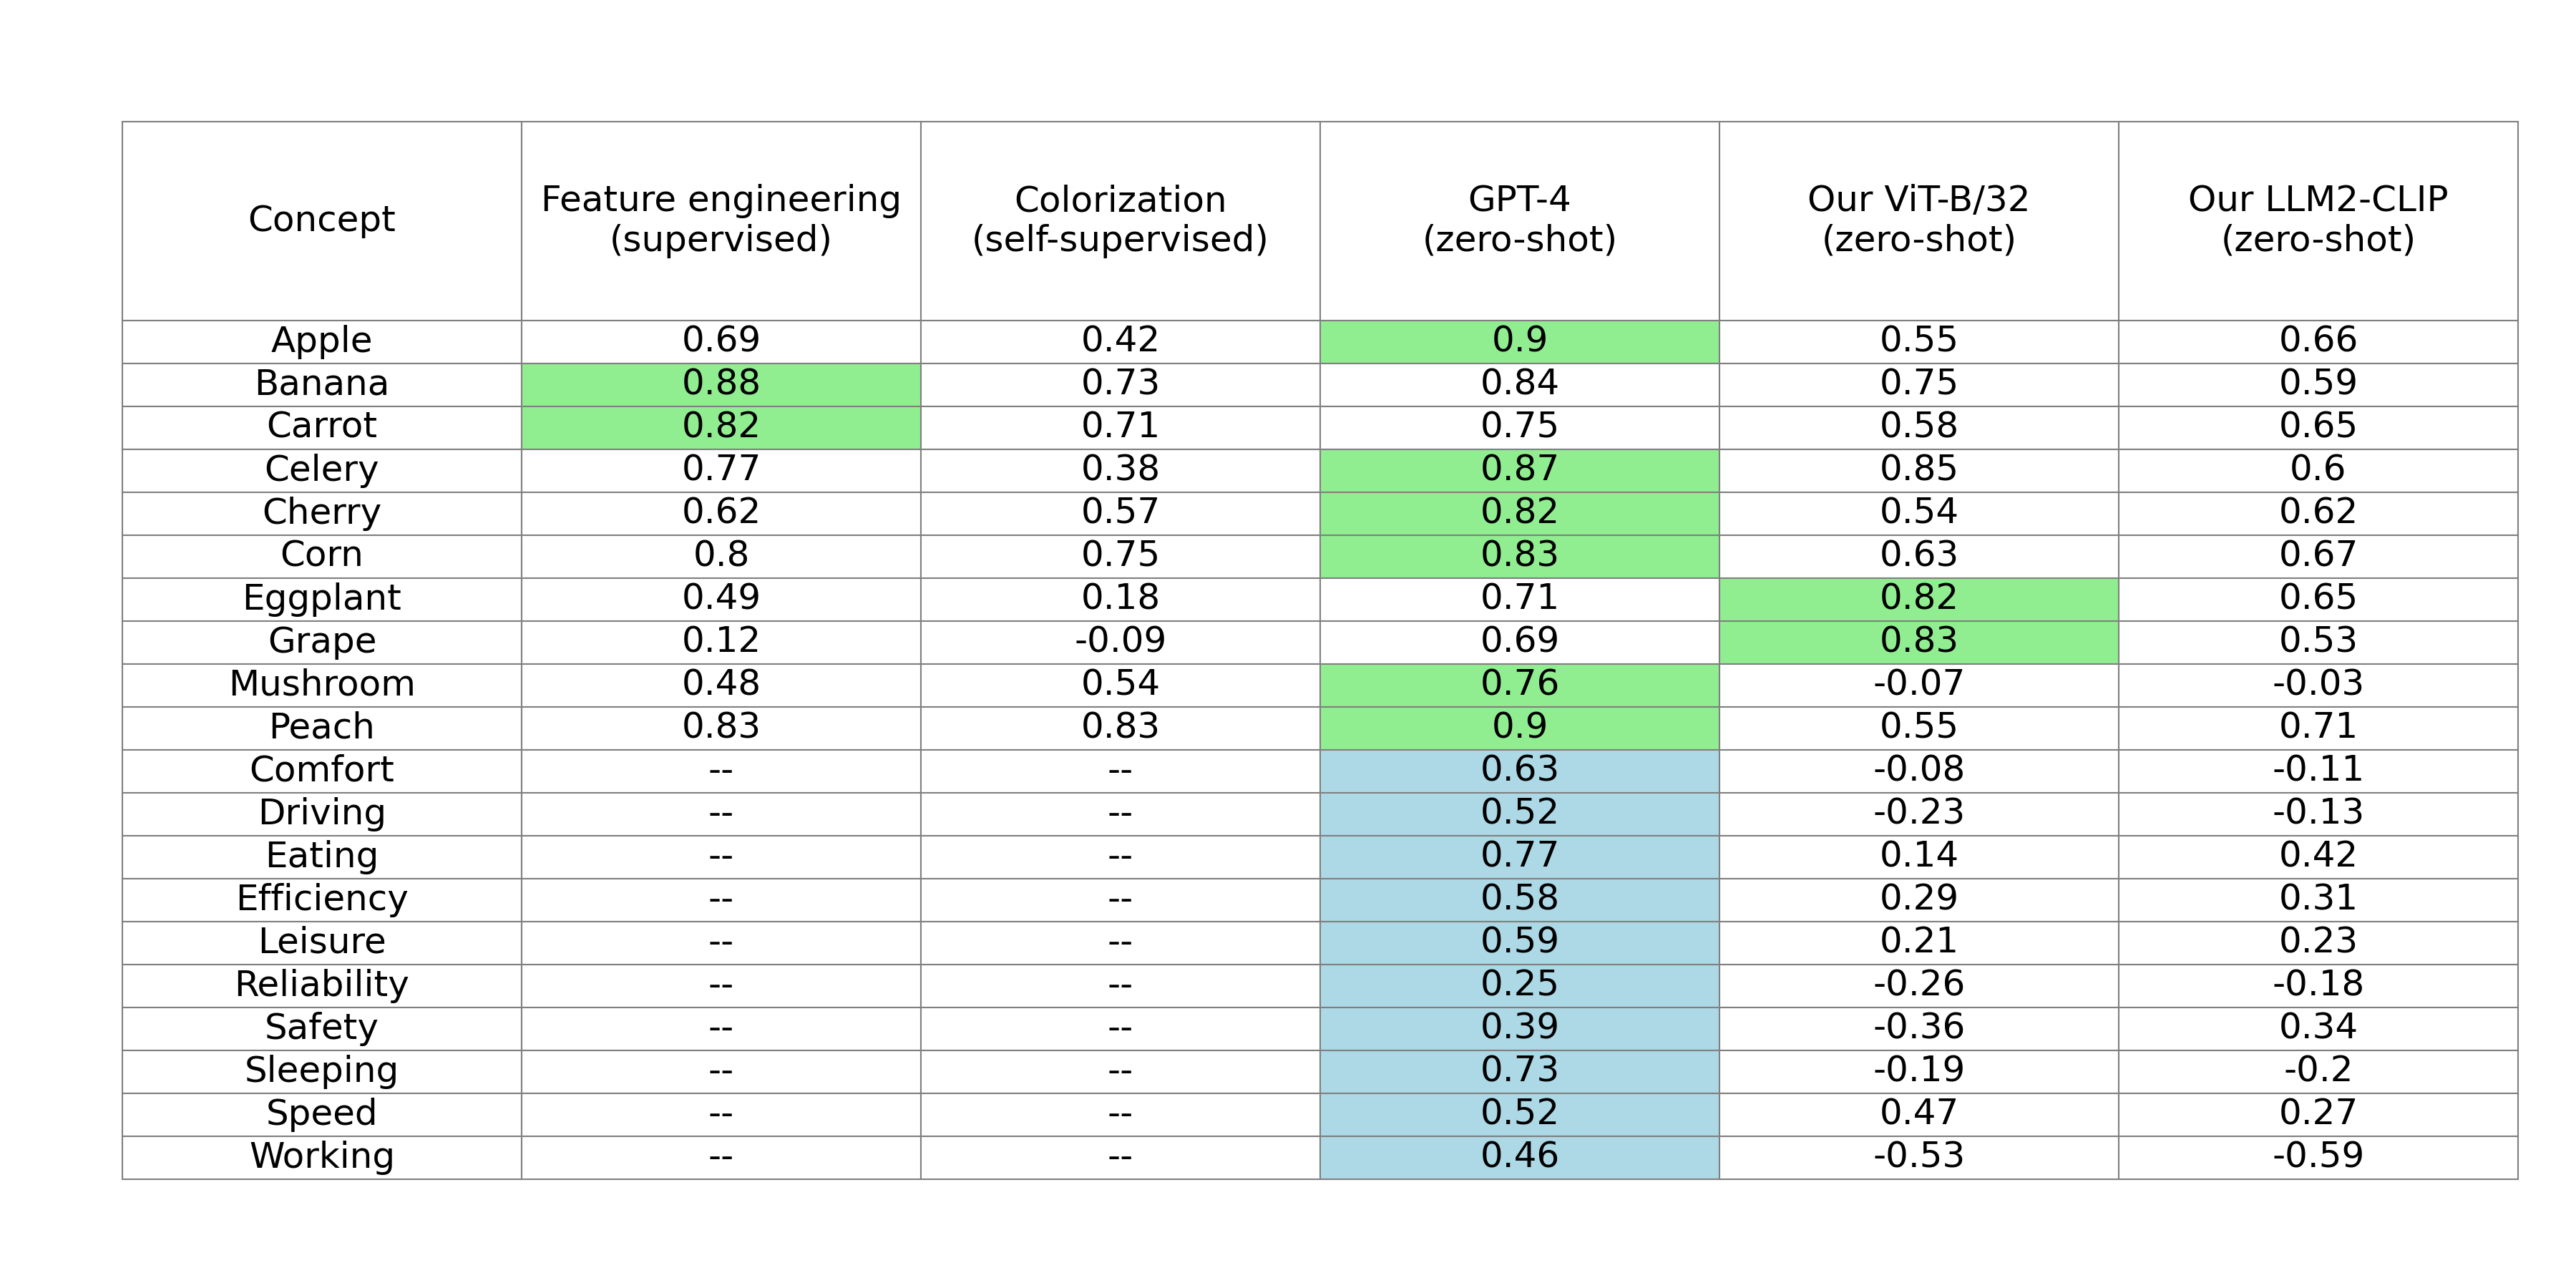 Concept Feature engineering (supervised) Colorization (self-supervised) GPT-4 (zero-shot) Our ViT-B/32 (zero-shot) Our LLM2-CLIP (zero-shot)
Apple 0.69 0.42 0.9 0.55 0.66
Banana 0.88 0.73 0.84 0.75 0.59
Carrot 0.82 0.71 0.75 0.58 0.65
Celery 0.77 0.38 0.87 0.85 0.6
Cherry 0.62 0.57 0.82 0.54 0.62
Corn 0.8 0.75 0.83 0.63 0.67
Eggplant 0.49 0.18 0.71 0.82 0.65
Grape 0.12 -0.09 0.69 0.83 0.53
Mushroom 0.48 0.54 0.76 -0.07 -0.03
Peach 0.83 0.83 0.9 0.55 0.71
Comfort -- -- 0.63 -0.08 -0.11
Driving -- -- 0.52 -0.23 -0.13
Eating -- -- 0.77 0.14 0.42
Efficiency -- -- 0.58 0.29 0.31
Leisure -- -- 0.59 0.21 0.23
Reliability -- -- 0.25 -0.26 -0.18
Safety -- -- 0.39 -0.36 0.34
Sleeping -- -- 0.73 -0.19 -0.2
Speed -- -- 0.52 0.47 0.27
Working -- -- 0.46 -0.53 -0.59